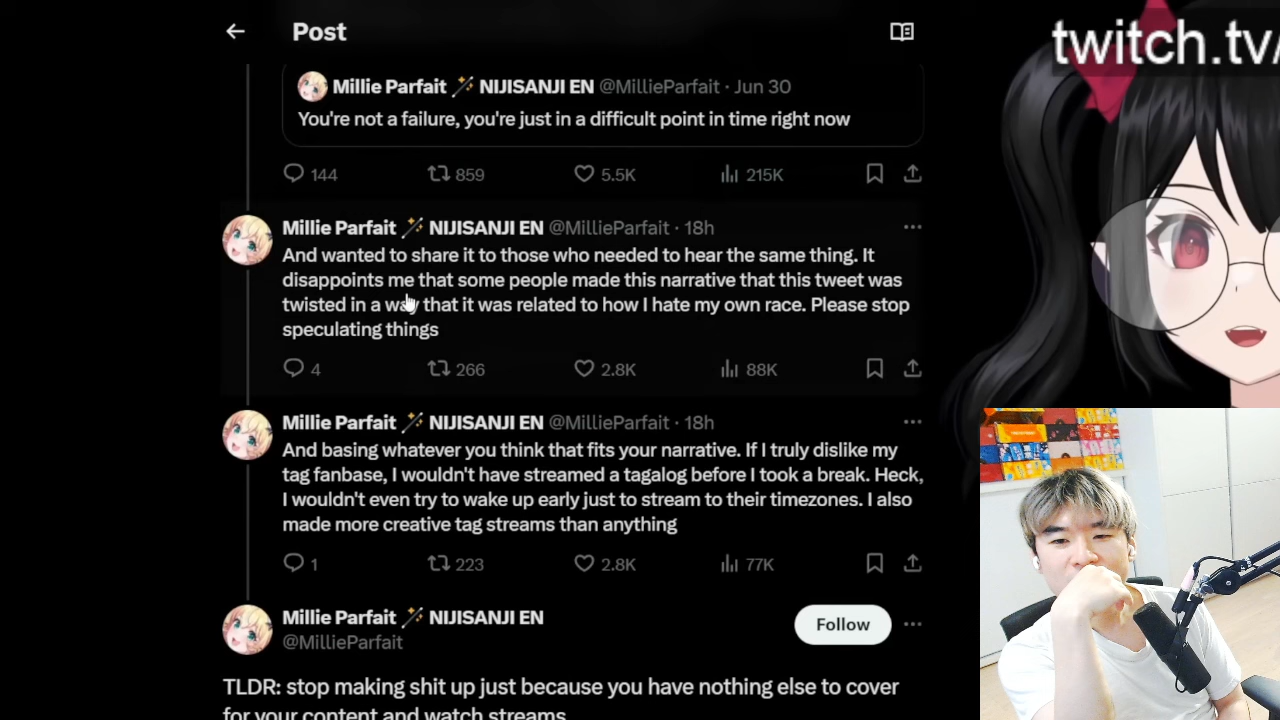 Post
twitch.tv/
Millie Parfait 🪄 NIJISANJI EN @MillieParfait · Jun 30
You're not a failure, you're just in a difficult point in time right now
144 859 5.5K 215K
Millie Parfait 🪄 NIJISANJI EN @MillieParfait · 18h
And wanted to share it to those who needed to hear the same thing. It
disappoints me that some people made this narrative that this tweet was
twisted in a way that it was related to how I hate my own race. Please stop
speculating things
4 266 2.8K 88K
Millie Parfait 🪄 NIJISANJI EN @MillieParfait · 18h
And basing whatever you think that fits your narrative. If I truly dislike my
tag fanbase, I wouldn't have streamed a tagalog before I took a break. Heck,
I wouldn't even try to wake up early just to stream to their timezones. I also
made more creative tag streams than anything
1 223 2.8K 77K
Millie Parfait 🪄 NIJISANJI EN
@MillieParfait
Follow
TLDR: stop making shit up just because you have nothing else to cover
for your content and watch streams